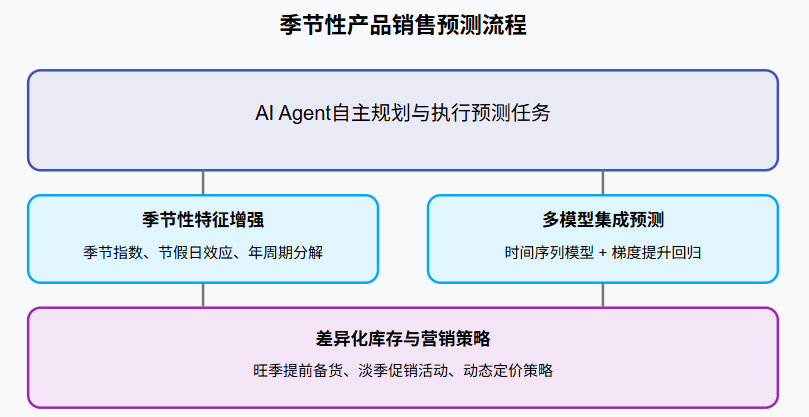 季节性产品销售预测流程
AI Agent自主规划与执行预测任务
季节性特征增强
季节指数、节假日效应、年周期分解
多模型集成预测
时间序列模型 + 梯度提升回归
差异化库存与营销策略
旺季提前备货、淡季促销活动、动态定价策略